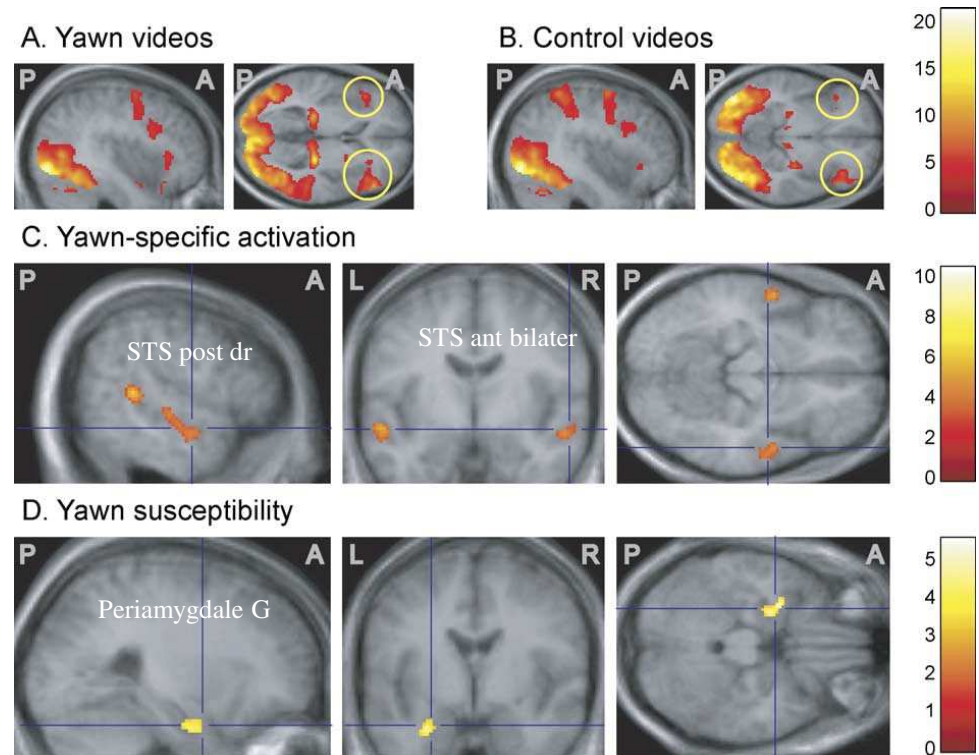 A. Yawn videos
B. Control videos
P A P A P A P A
20
15
10
5
0
C. Yawn-specific activation
P A L R P A
STS post dr
STS ant bilater
10
8
6
4
2
0
D. Yawn susceptibility
P A L R P A
Periamygdale G
5
4
3
2
1
0